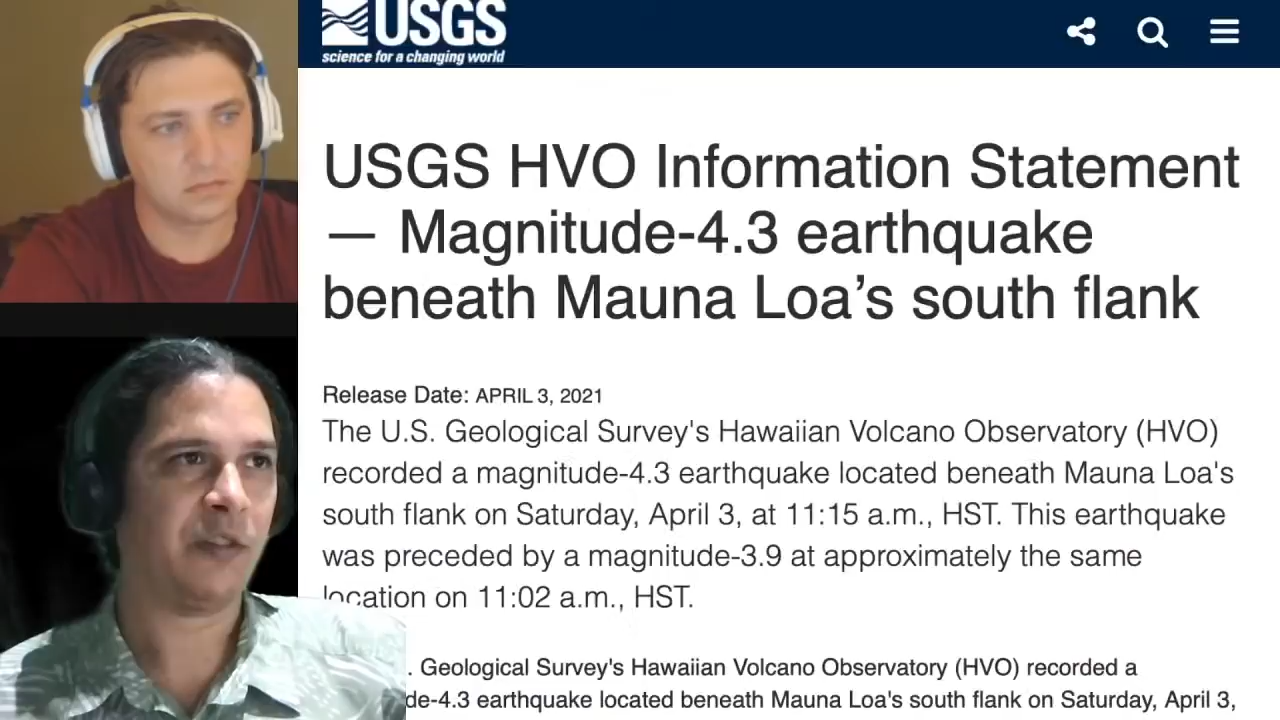 USGS
science for a changing world
USGS HVO Information Statement
— Magnitude-4.3 earthquake
beneath Mauna Loa’s south flank
Release Date: APRIL 3, 2021
The U.S. Geological Survey's Hawaiian Volcano Observatory (HVO)
recorded a magnitude-4.3 earthquake located beneath Mauna Loa's
south flank on Saturday, April 3, at 11:15 a.m., HST. This earthquake
was preceded by a magnitude-3.9 at approximately the same
location on 11:02 a.m., HST.
. Geological Survey's Hawaiian Volcano Observatory (HVO) recorded a
de-4.3 earthquake located beneath Mauna Loa's south flank on Saturday, April 3,